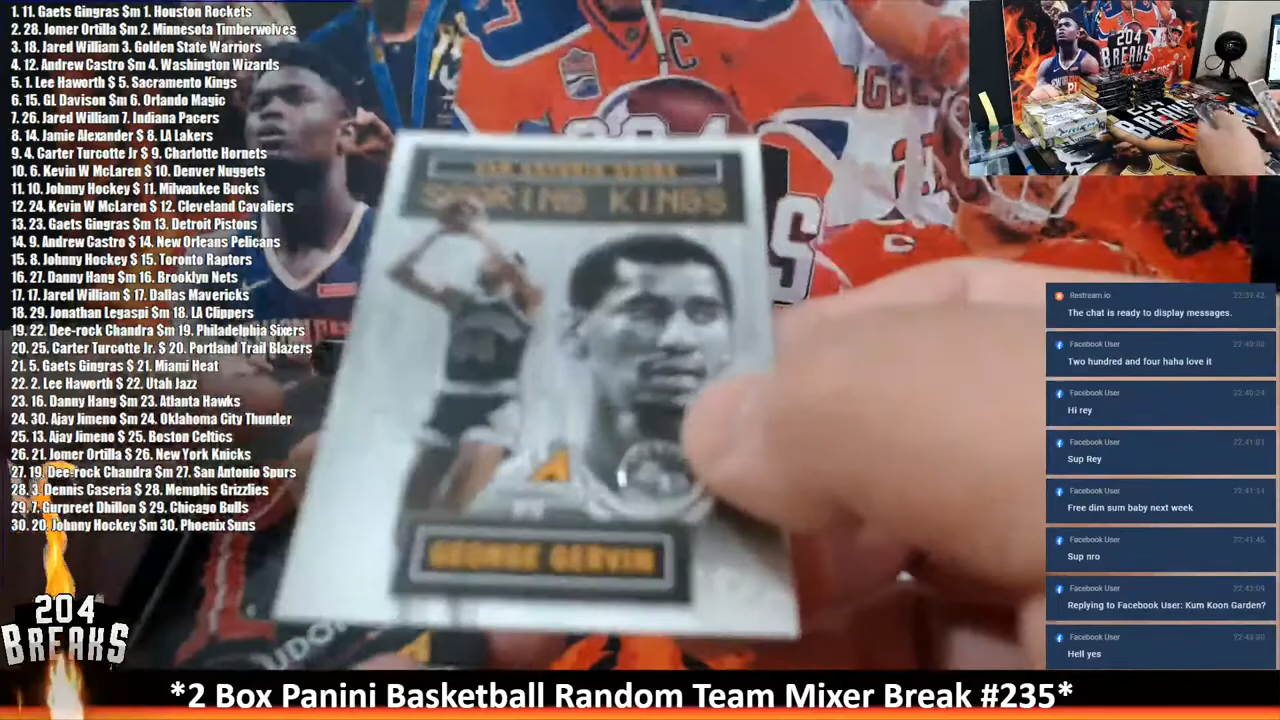 1. 11. Gaets Gingras $m 1. Houston Rockets
2. 28. Jomer Ortilla $m 2. Minnesota Timberwolves
3. 18. Jared William 3. Golden State Warriors
4. 12. Andrew Castro $m 4. Washington Wizards
5. 1. Lee Haworth $ 5. Sacramento Kings
6. 15. GL Davison $m 6. Orlando Magic
7. 26. Jared William 7. Indiana Pacers
8. 14. Jamie Alexander $ 8. LA Lakers
9. 4. Carter Turcotte Jr $ 9. Charlotte Hornets
10. 6. Kevin W McLaren $ 10. Denver Nuggets
11. 10. Johnny Hockey $ 11. Milwaukee Bucks
12. 24. Kevin W McLaren $ 12. Cleveland Cavaliers
13. 23. Gaets Gingras $m 13. Detroit Pistons
14. 9. Andrew Castro $ 14. New Orleans Pelicans
15. 8. Johnny Hockey $ 15. Toronto Raptors
16. 27. Danny Hang $m 16. Brooklyn Nets
17. 17. Jared William $ 17. Dallas Mavericks
18. 29. Jonathan Legaspi $m 18. LA Clippers
19. 22. Dee-rock Chandra $m 19. Philadelphia Sixers
20. 25. Carter Turcotte Jr. $ 20. Portland Trail Blazers
21. 5. Gaets Gingras $ 21. Miami Heat
22. 2. Lee Haworth $ 22. Utah Jazz
23. 16. Danny Hang $m 23. Atlanta Hawks
24. 30. Ajay Jimeno $m 24. Oklahoma City Thunder
25. 13. Ajay Jimeno $ 25. Boston Celtics
26. 21. Jomer Ortilla $ 26. New York Knicks
27. 19. Dee-rock Chandra $m 27. San Antonio Spurs
28. 3. Dennis Caseria $ 28. Memphis Grizzlies
29. 7. Gurpreet Dhillon $ 29. Chicago Bulls
30. 20. Johnny Hockey $m 30. Phoenix Suns
204
BREAKS
SAN ANTONIO SPURS
SCORING KINGS
GEORGE GERVIN
C
C
204
BREAKS
BREAKS
Restream.io 22:39:42
The chat is ready to display messages.
Facebook User
Two hundred and four haha love it
Facebook User 22:40:24
Hi rey
Facebook User
Sup Rey
Facebook User
Free dim sum baby next week
Facebook User
Sup nro
Facebook User
Replying to Facebook User: Kum Koon Garden?
Facebook User
Hell yes
*2 Box Panini Basketball Random Team Mixer Break #235*